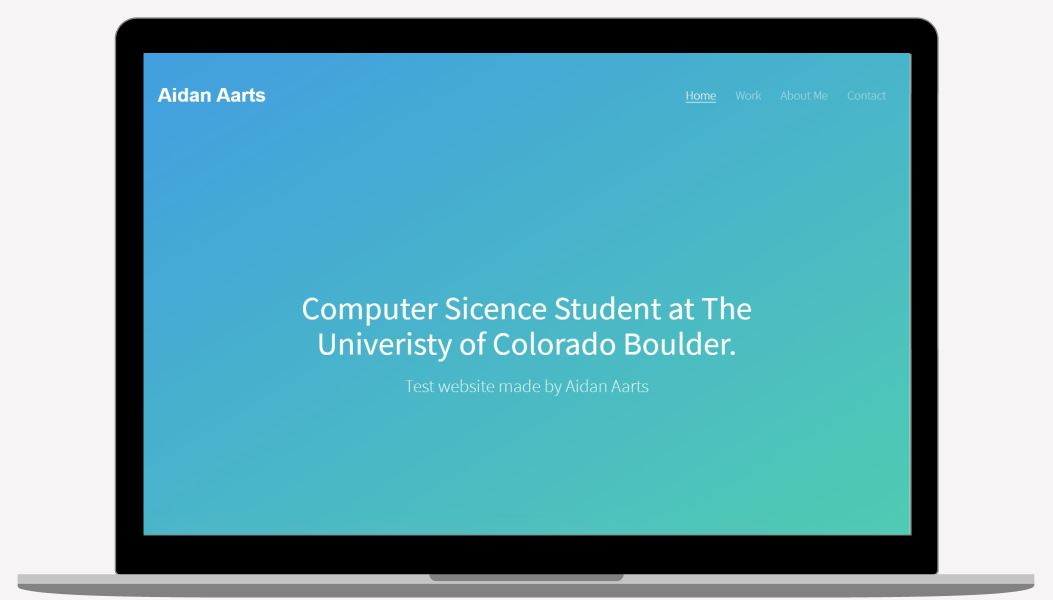 Aidan Aarts
Home Work About Me Contact
Computer Sicence Student at The
Univeristy of Colorado Boulder.
Test website made by Aidan Aarts